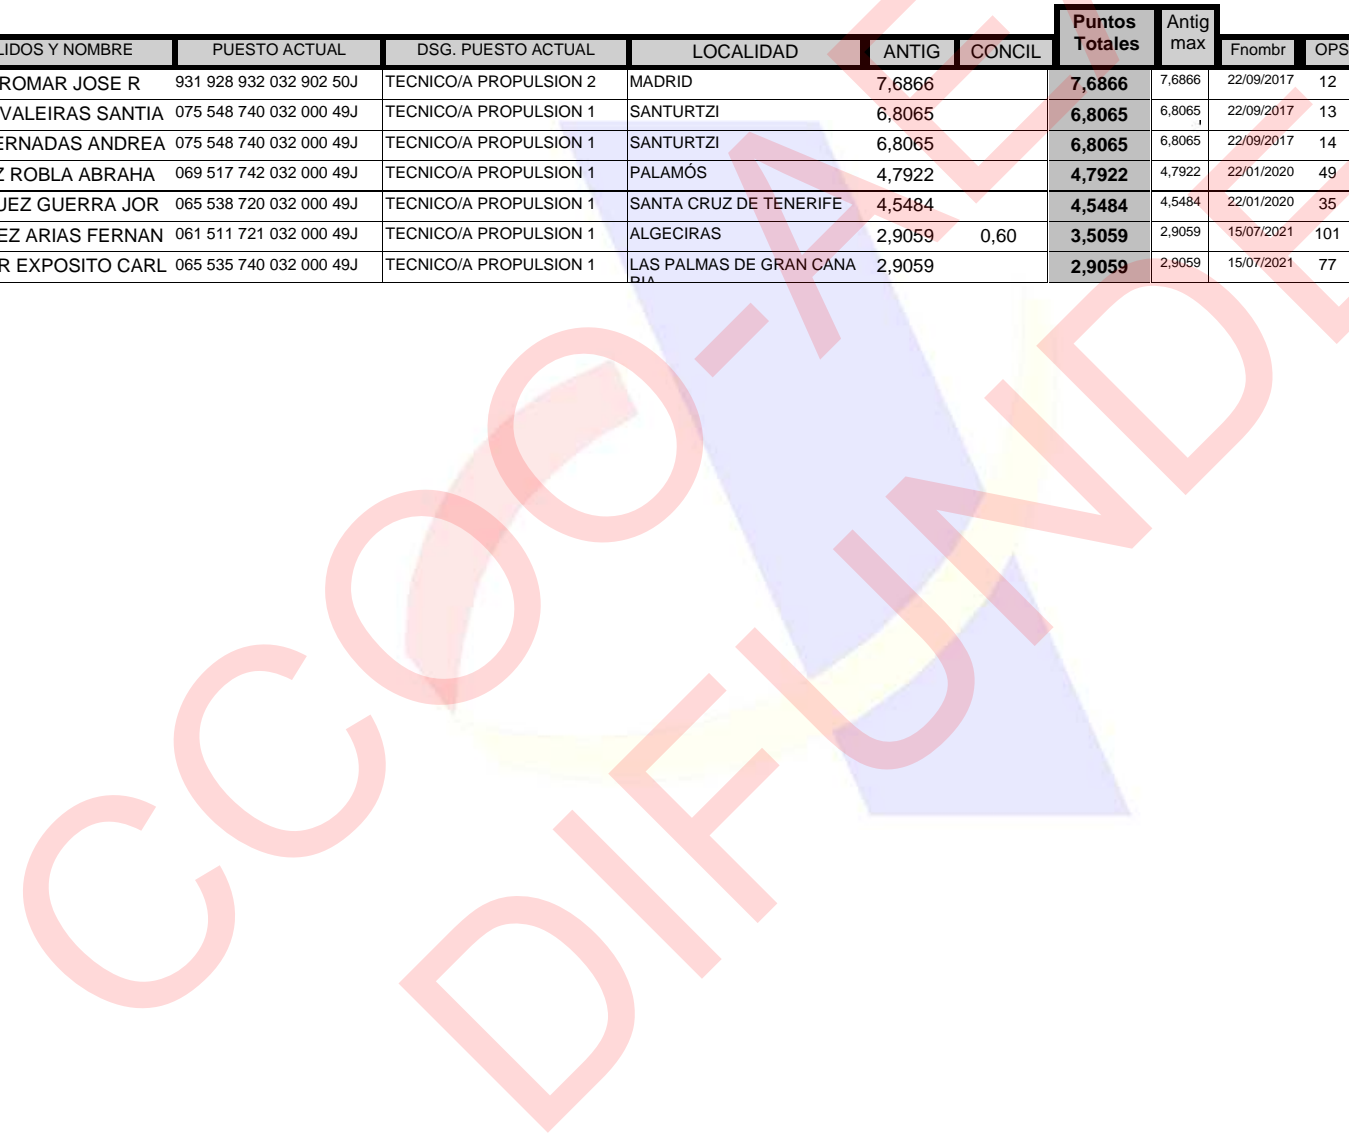 LIDOS Y NOMBRE PUESTO ACTUAL DSG. PUESTO ACTUAL LOCALIDAD ANTIG CONCIL Puntos Totales Antig max Fnombr OPS
ROMAR JOSE R 931 928 932 032 902 50J TECNICO/A PROPULSION 2 MADRID 7,6866 7,6866 7,6866 22/09/2017 12
VALEIRAS SANTIA 075 548 740 032 000 49J TECNICO/A PROPULSION 1 SANTURTZI 6,8065 6,8065 6,8065 22/09/2017 13
ERNADAS ANDREA 075 548 740 032 000 49J TECNICO/A PROPULSION 1 SANTURTZI 6,8065 6,8065 6,8065 22/09/2017 14
Z ROBLA ABRAHA 069 517 742 032 000 49J TECNICO/A PROPULSION 1 PALAMÓS 4,7922 4,7922 4,7922 22/01/2020 49
UEZ GUERRA JOR 065 538 720 032 000 49J TECNICO/A PROPULSION 1 SANTA CRUZ DE TENERIFE 4,5484 4,5484 4,5484 22/01/2020 35
EZ ARIAS FERNAN 061 511 721 032 000 49J TECNICO/A PROPULSION 1 ALGECIRAS 2,9059 0,60 3,5059 2,9059 15/07/2021 101
R EXPOSITO CARL 065 535 740 032 000 49J TECNICO/A PROPULSION 1 LAS PALMAS DE GRAN CANA 2,9059 2,9059 2,9059 15/07/2021 77
RIA
CCOO-AE
DIFUNDE